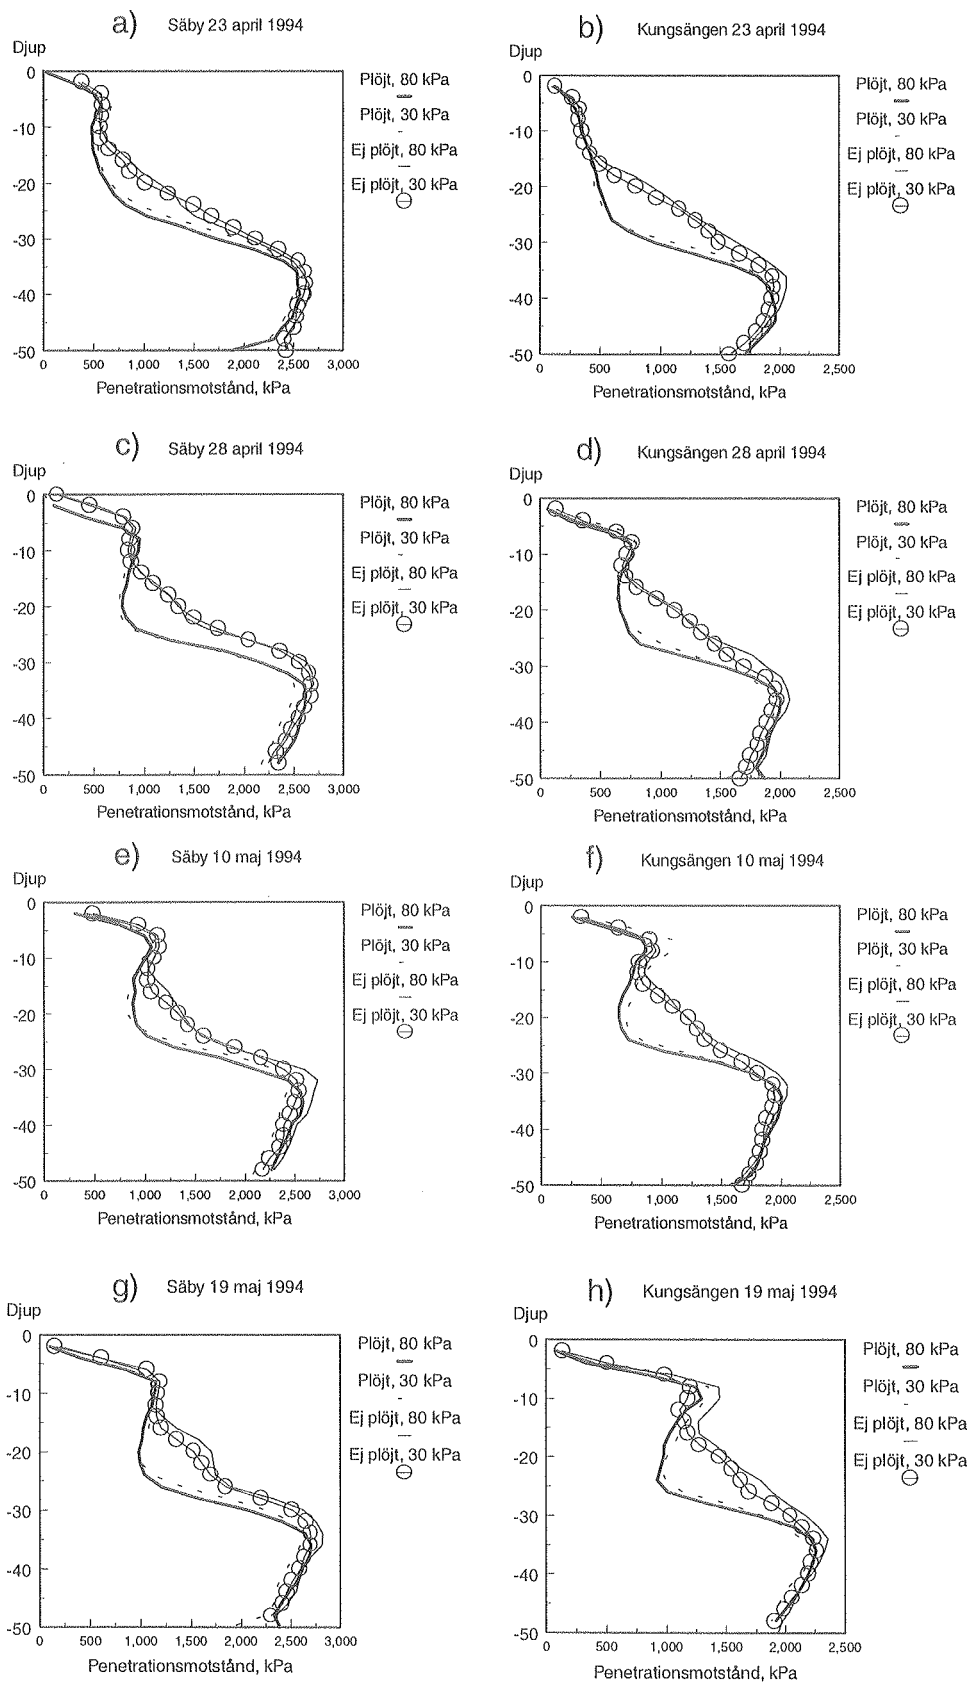 a) Säby 23 april 1994
Djup
0
-10
-20
-30
-40
-50
0 500 1,000 1,500 2,000 2,500 3,000
Penetrationsmotstånd, kPa
Plöjt, 80 kPa
Plöjt, 30 kPa
Ej plöjt, 80 kPa
Ej plöjt, 30 kPa
b) Kungsängen 23 april 1994
Djup
0
-10
-20
-30
-40
-50
0 500 1,000 1,500 2,000 2,500
Penetrationsmotstånd, kPa
Plöjt, 80 kPa
Plöjt, 30 kPa
Ej plöjt, 80 kPa
Ej plöjt, 30 kPa
c) Säby 28 april 1994
Djup
0
-10
-20
-30
-40
-50
0 500 1,000 1,500 2,000 2,500 3,000
Penetrationsmotstånd, kPa
Plöjt, 80 kPa
Plöjt, 30 kPa
Ej plöjt, 80 kPa
Ej plöjt, 30 kPa
d) Kungsängen 28 april 1994
Djup
0
-10
-20
-30
-40
-50
0 500 1,000 1,500 2,000 2,500
Penetrationsmotstånd, kPa
Plöjt, 80 kPa
Plöjt, 30 kPa
Ej plöjt, 80 kPa
Ej plöjt, 30 kPa
e) Säby 10 maj 1994
Djup
0
-10
-20
-30
-40
-50
500 1,000 1,500 2,000 2,500 3,000
Penetrationsmotstånd, kPa
Plöjt, 80 kPa
Plöjt, 30 kPa
Ej plöjt, 80 kPa
Ej plöjt, 30 kPa
f) Kungsängen 10 maj 1994
Djup
0
-10
-20
-30
-40
-50
0 500 1,000 1,500 2,000 2,500
Penetrationsmotstånd, kPa
Plöjt, 80 kPa
Plöjt, 30 kPa
Ej plöjt, 80 kPa
Ej plöjt, 30 kPa
g) Säby 19 maj 1994
Djup
0
-10
-20
-30
-40
-50
0 500 1,000 1,500 2,000 2,500 3,000
Penetrationsmotstånd, kPa
Plöjt, 80 kPa
Plöjt, 30 kPa
Ej plöjt, 80 kPa
Ej plöjt, 30 kPa
h) Kungsängen 19 maj 1994
Djup
0
-10
-20
-30
-40
-50
0 500 1,000 1,500 2,000 2,500
Penetrationsmotstånd, kPa
Plöjt, 80 kPa
Plöjt, 30 kPa
Ej plöjt, 80 kPa
Ej plöjt, 30 kPa